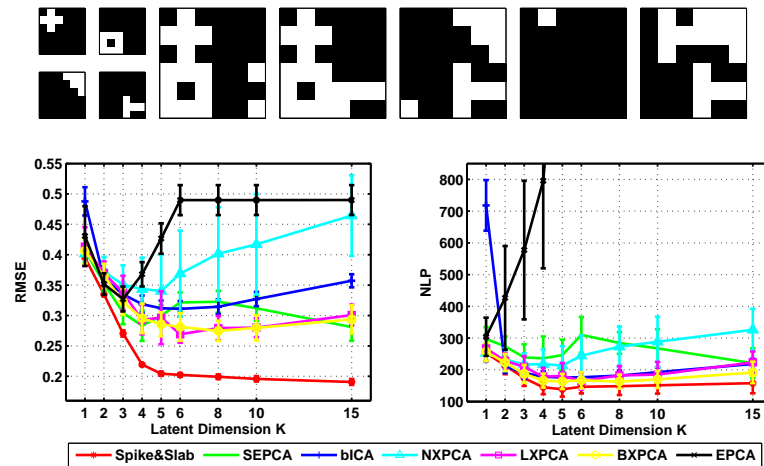 0.55
0.5
0.45
0.4
0.35
0.3
0.25
0.2
RMSE
1 2 3 4 5 6 8 10 15
Latent Dimension K
800
700
600
500
400
300
200
100
NLP
1 2 3 4 5 6 8 10 15
Latent Dimension K
Spike&Slab SEPCA bICA NXPCA LXPCA BXPCA EPCA